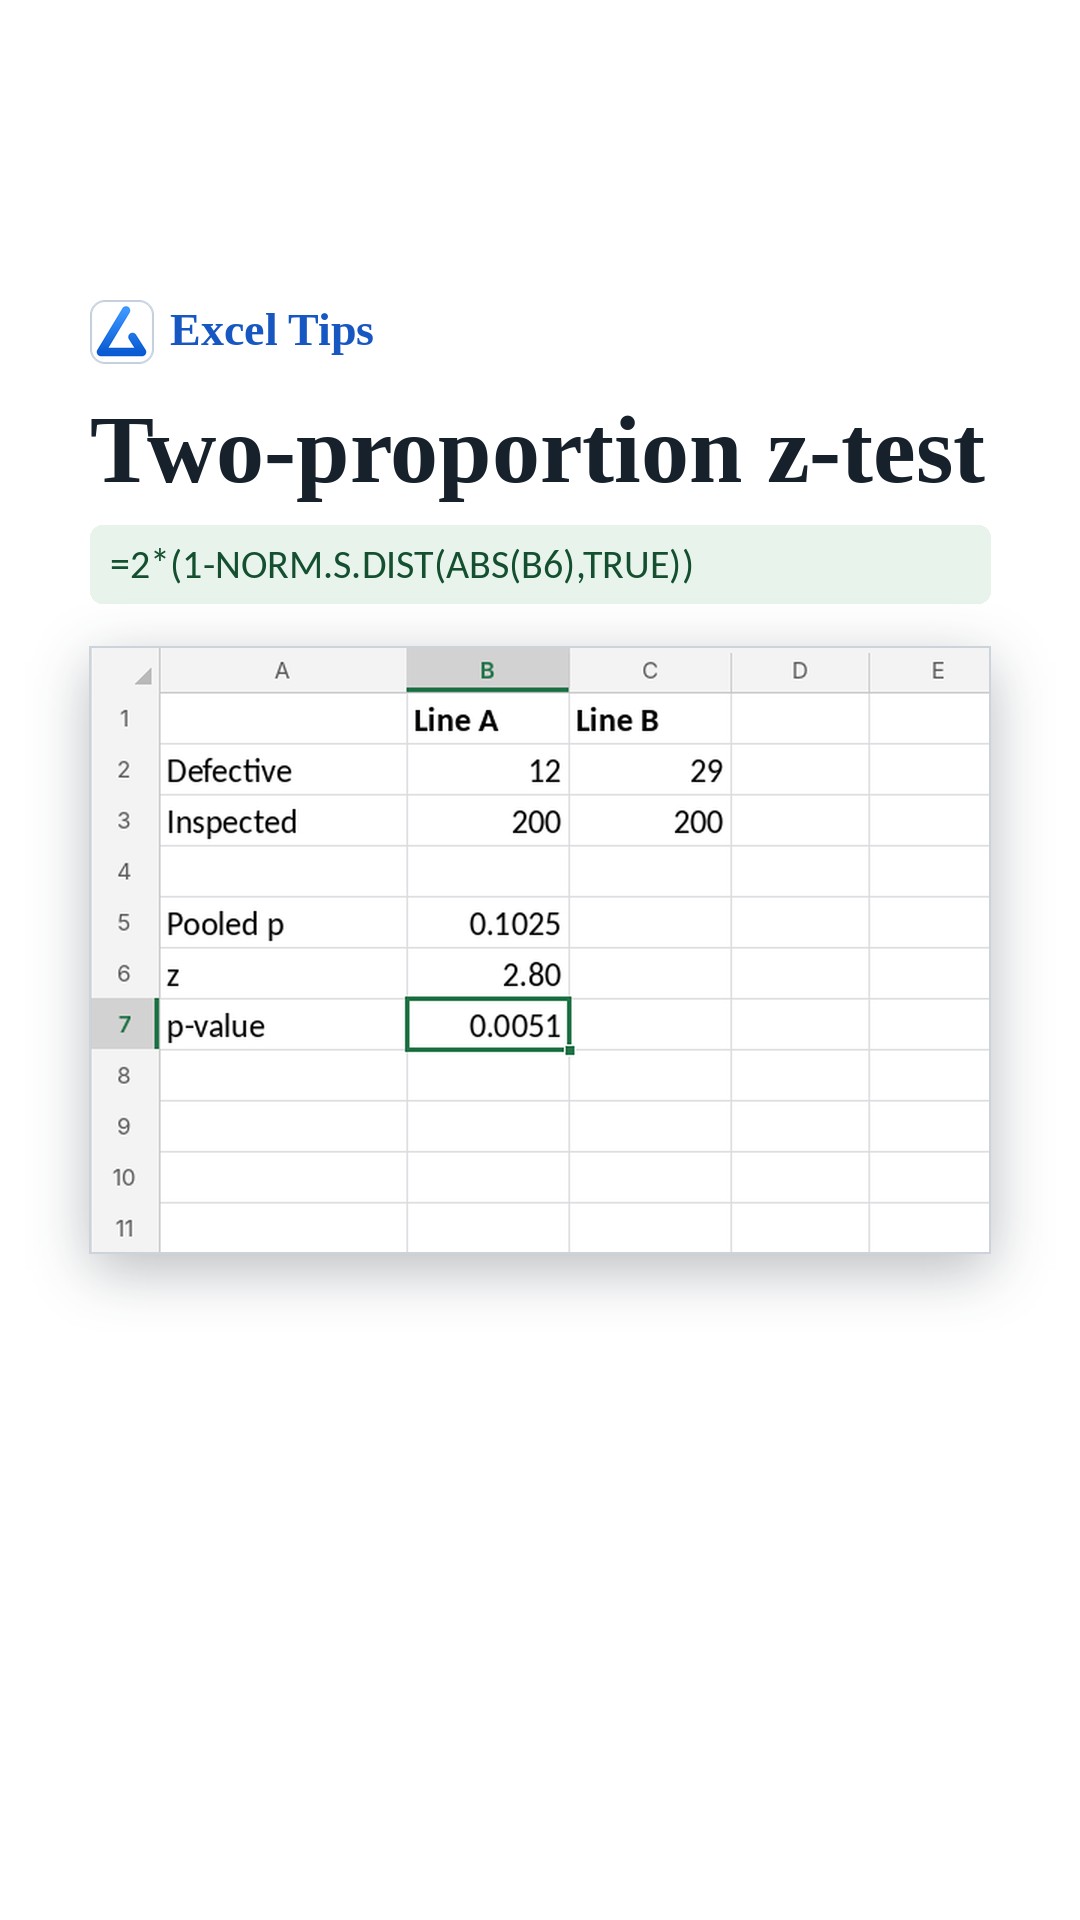 Excel Tips
Two-proportion z-test
=2*(1-NORM.S.DIST(ABS(B6),TRUE))
A B C D E
1 Line A Line B
2 Defective 12 29
3 Inspected 200 200
4
5 Pooled p 0.1025
6 z 2.80
7 p-value 0.0051
8
9
10
11